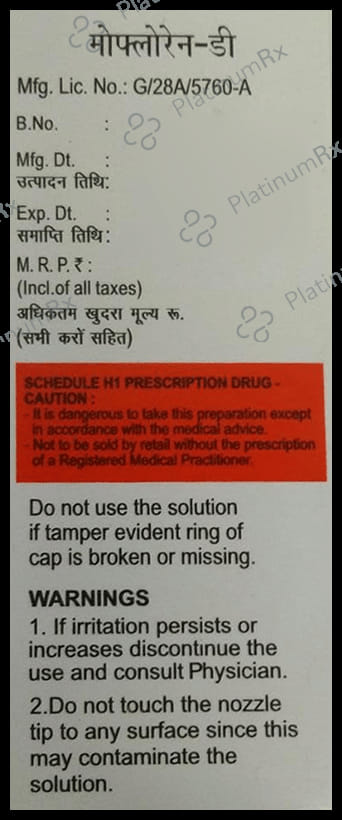 मोफ्लोरेन-डी
Mfg. Lic. No.: G/28A/5760-A
B.No. :
Mfg. Dt. :
उत्पादन तिथि:
Exp. Dt. :
समाप्ति तिथि:
M. R. P. ₹ :
(Incl.of all taxes)
अधिकतम खुदरा मूल्य रू.
(सभी करों सहित)
SCHEDULE H1 PRESCRIPTION DRUG -
CAUTION :
- It is dangerous to take this preparation except
in accordance with the medical advice.
- Not to be sold by retail without the prescription
of a Registered Medical Practitioner.
Do not use the solution
if tamper evident ring of
cap is broken or missing.
WARNINGS
1. If irritation persists or
increases discontinue the
use and consult Physician.
2.Do not touch the nozzle
tip to any surface since this
may contaminate the
solution.
PlatinumRx
PlatinumRx
PlatinumRx